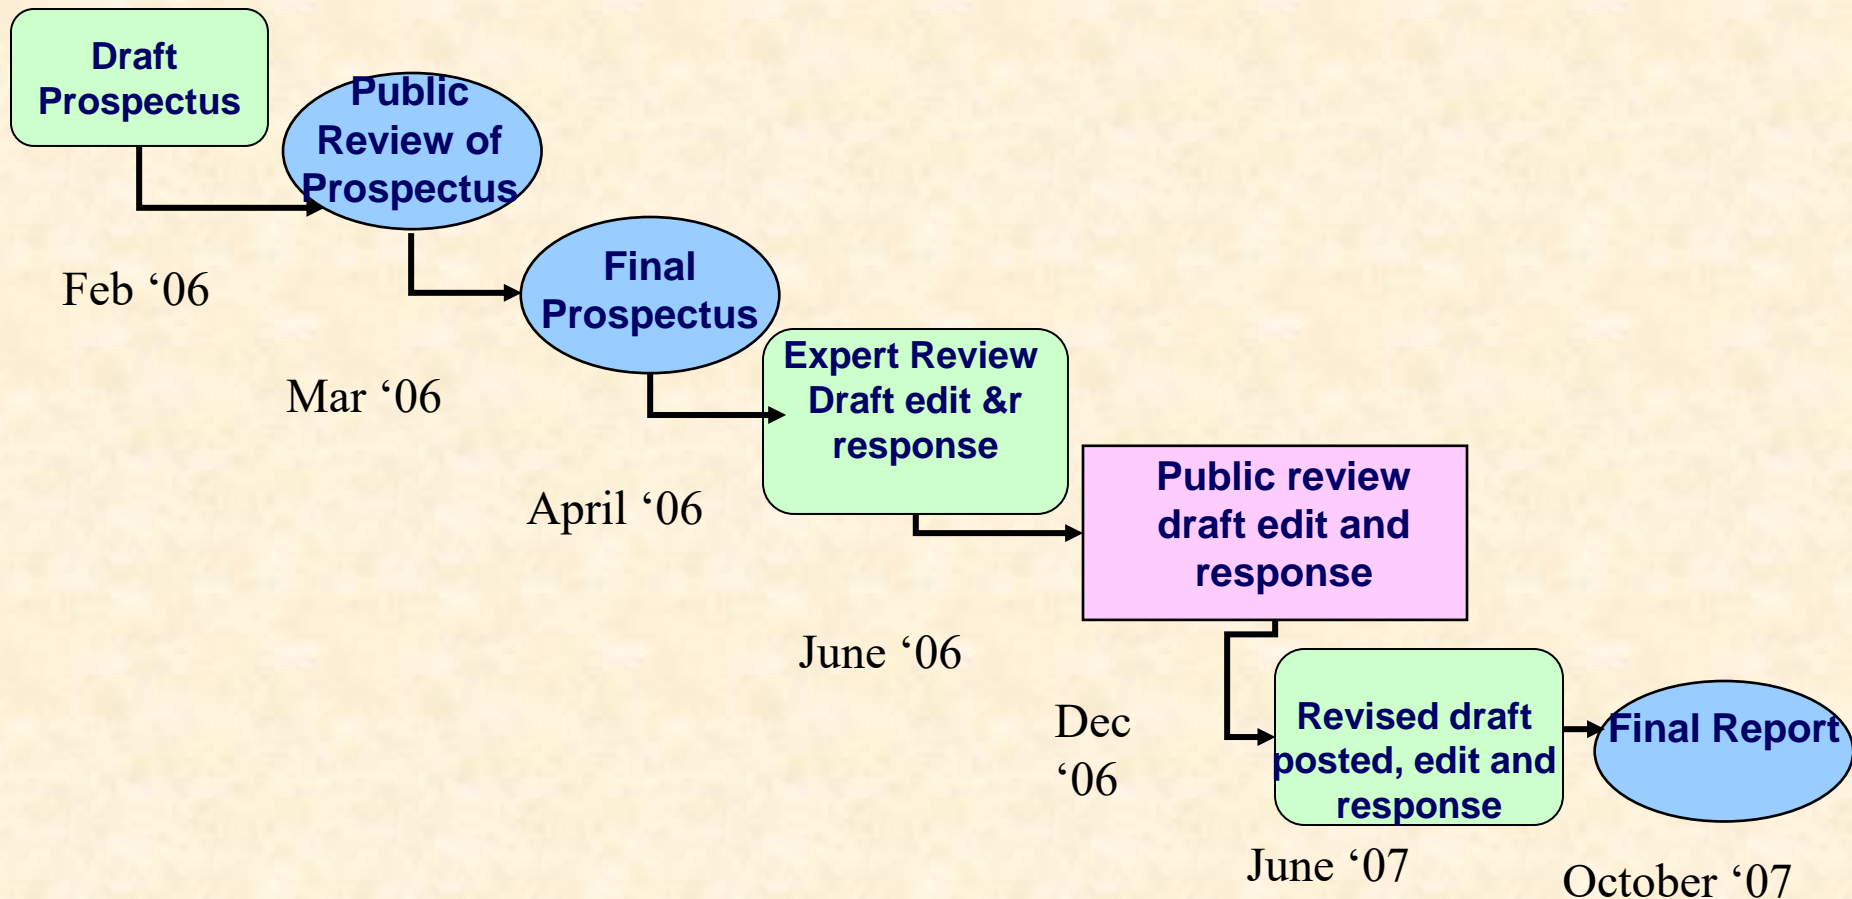 Draft
Prospectus
Public
Review of
Prospectus
Feb ‘06
Final
Prospectus
Mar ‘06
Expert Review
Draft edit &r
response
April ‘06
Public review
draft edit and
response
June ‘06
Dec
‘06
Revised draft
posted, edit and
response
June ‘07
Final Report
October ‘07